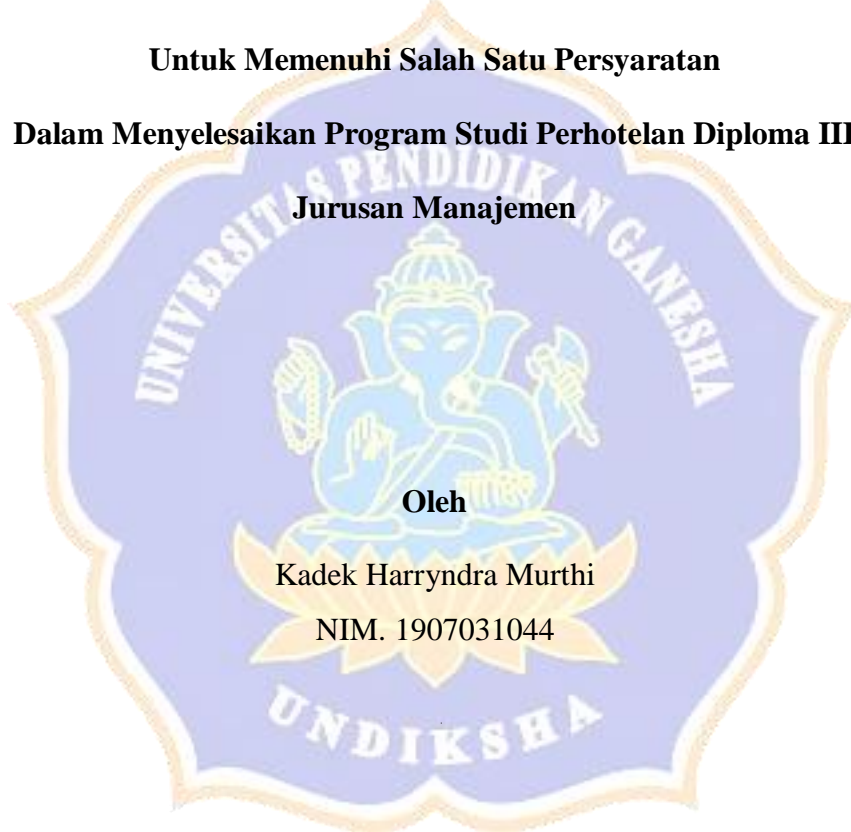 Untuk Memenuhi Salah Satu Persyaratan
Dalam Menyelesaikan Program Studi Perhotelan Diploma III
UNIVERSITAS PENDIDIKAN GANESHA
Jurusan Manajemen
Oleh
Kadek Harryndra Murthi
NIM. 1907031044
UNDIKSHA